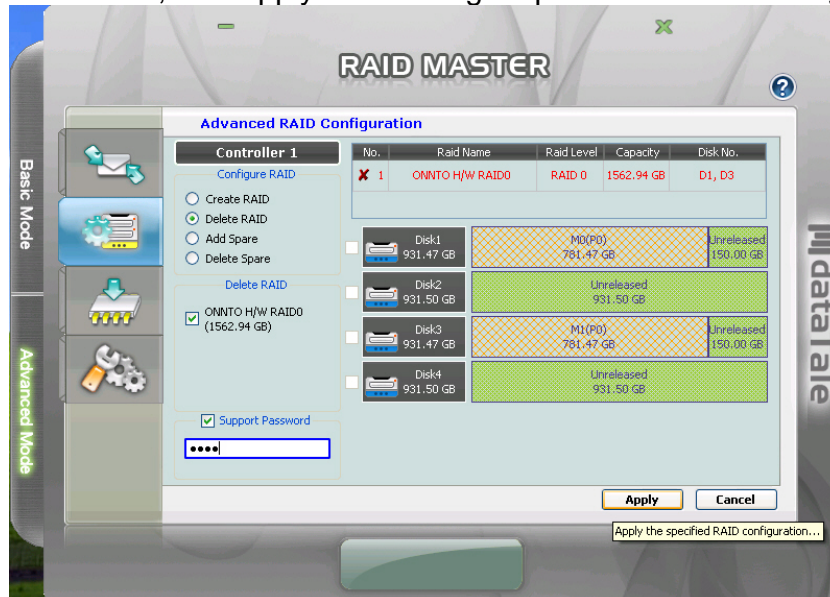 RAID MASTER
?
Basic Mode
Advanced Mode
dataTale
Advanced RAID Configuration
Controller 1
Configure RAID
Create RAID
Delete RAID
Add Spare
Delete Spare
Delete RAID
ONNTO H/W RAID0
(1562.94 GB)
Support Password
No. Raid Name Raid Level Capacity Disk No.
1 ONNTO H/W RAID0 RAID 0 1562.94 GB D1, D3
Disk1
931.47 GB
M0(P0)
781.47 GB
Unreleased
150.00 GB
Disk2
931.50 GB
Unreleased
931.50 GB
Disk3
931.47 GB
M1(P0)
781.47 GB
Unreleased
150.00 GB
Disk4
931.50 GB
Unreleased
931.50 GB
Apply Cancel
Apply the specified RAID configuration...